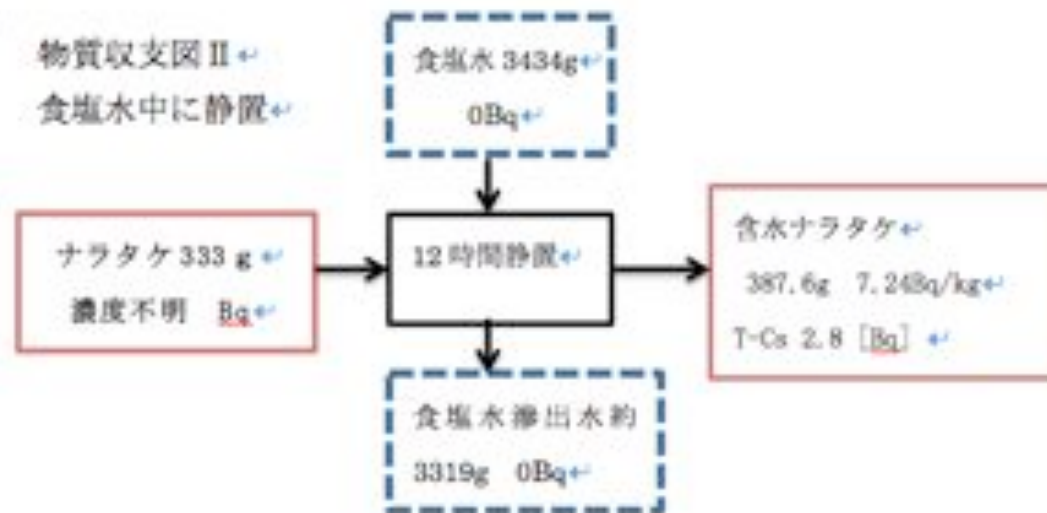 物質収支図Ⅱ↵
食塩水中に静置↵
食塩水 3434g↵
0Bq↵
ナラタケ 333 g ↵
濃度不明 Bq↵
12 時間静置↵
含水ナラタケ↵
387.6g 7.24Bq/kg↵
T-Cs 2.8 [Bq] ↵
食塩水滲出水約
3319g 0Bq↵